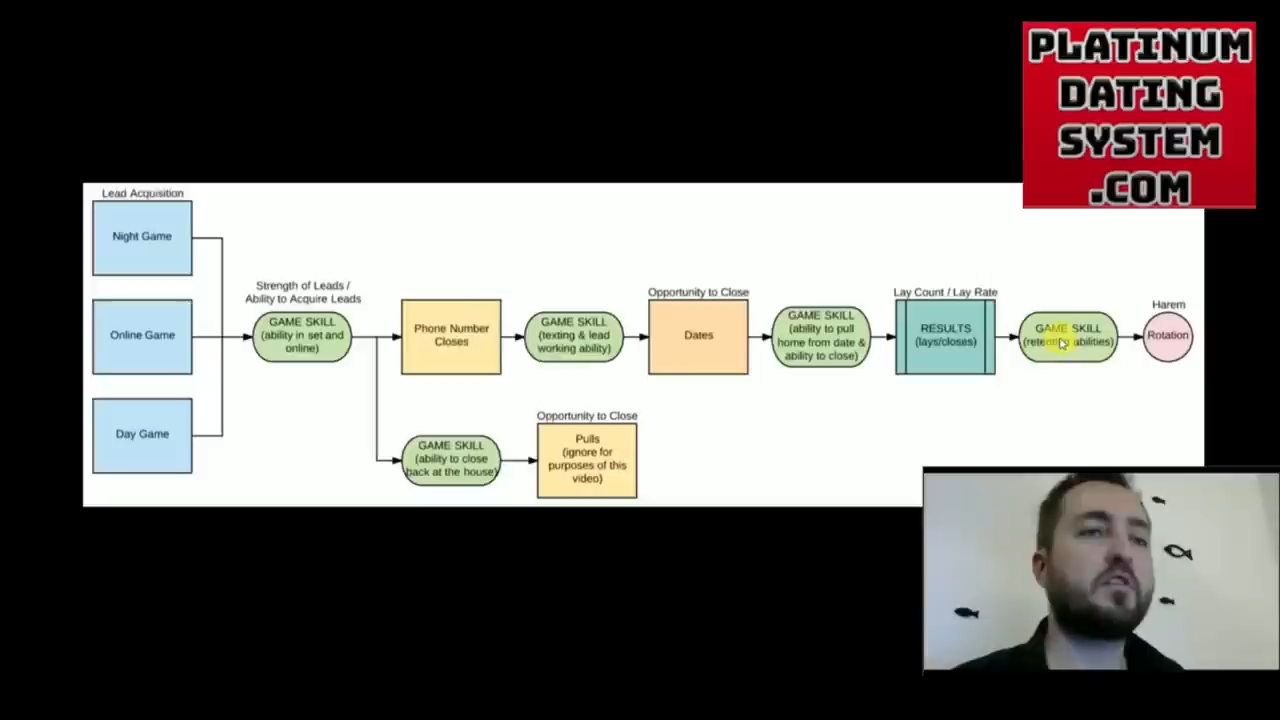 PLATINUM
DATING
SYSTEM
.COM
Lead Acquisition
Night Game
Online Game
Day Game
Strength of Leads /
Ability to Acquire Leads
GAME SKILL
(ability in set and
online)
Phone Number
Closes
GAME SKILL
(texting & lead
working ability)
Opportunity to Close
Dates
GAME SKILL
(ability to pull
home from date &
ability to close)
Lay Count / Lay Rate
RESULTS
(lays/closes)
GAME SKILL
(retention abilities)
Harem
Rotation
GAME SKILL
(ability to close
back at the house)
Opportunity to Close
Pulls
(ignore for
purposes of this
video)